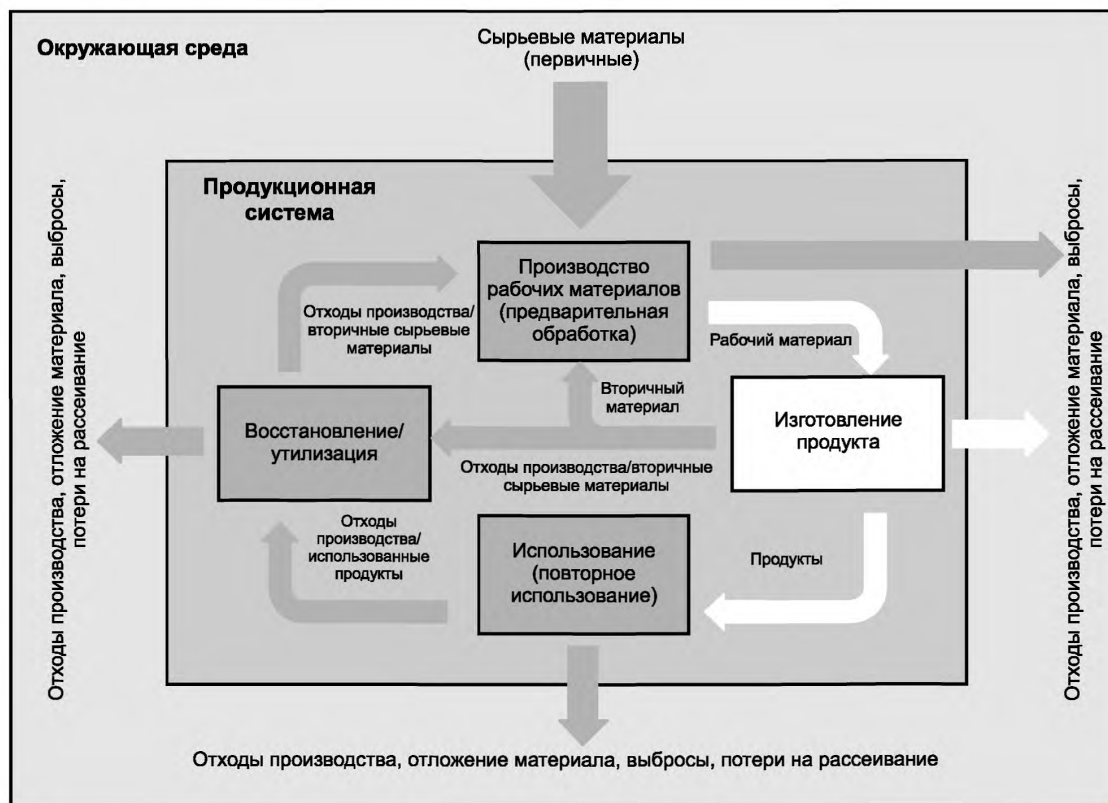 Окружающая среда
Сырьевые материалы
(первичные)
Продукционная
система
Производство
рабочих материалов
(предварительная
обработка)
Отходы производства/
вторичные сырьевые
материалы
Рабочий материал
Вторичный
материал
Восстановление/
утилизация
Изготовление
продукта
Отходы производства/вторичные
сырьевые материалы
Отходы
производства/
использованные
продукты
Использование
(повторное
использование)
Продукты
Отходы производства, отложение материала, выбросы,
потери на рассеивание
Отходы производства, отложение материала, выбросы,
потери на рассеивание
Отходы производства, отложение материала, выбросы, потери на рассеивание